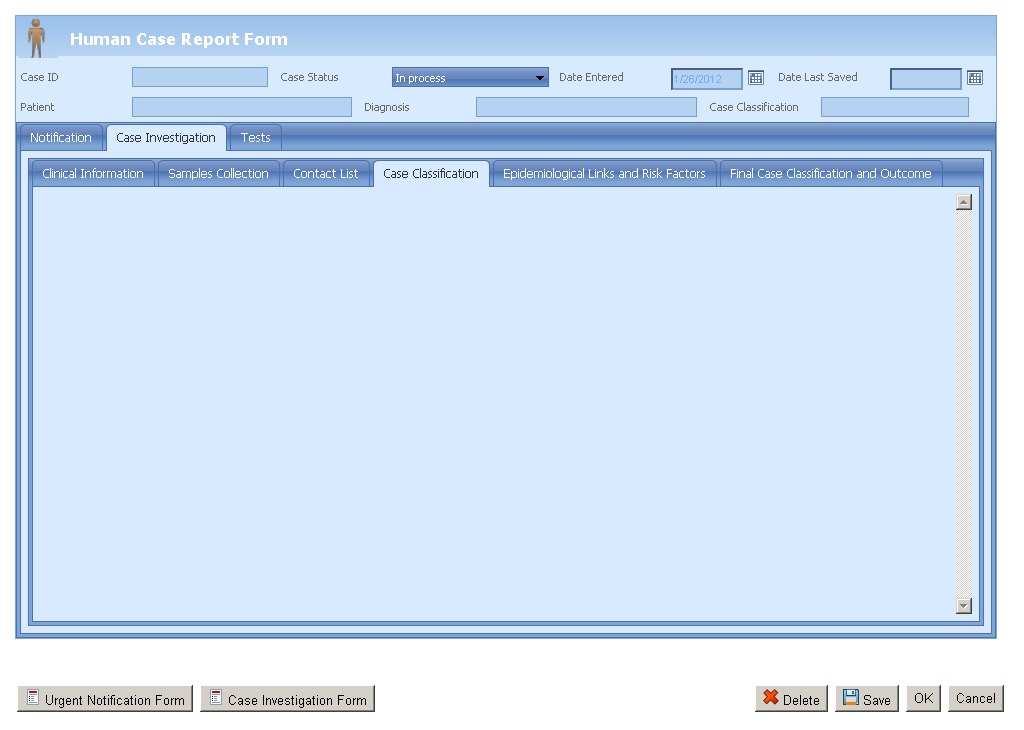 Human Case Report Form
Case ID Case Status In process Date Entered 1/26/2012 Date Last Saved
Patient Diagnosis Case Classification
Notification Case Investigation Tests
Clinical Information Samples Collection Contact List Case Classification Epidemiological Links and Risk Factors Final Case Classification and Outcome
Urgent Notification Form Case Investigation Form Delete Save OK Cancel